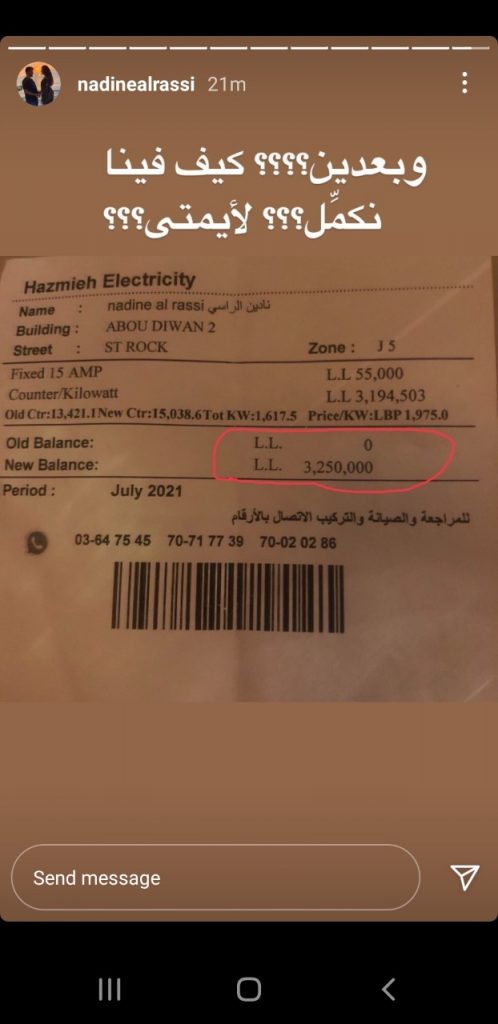 nadinealrassi 21m
وبعدين؟؟؟؟ كيف فينا
نكمِّل؟؟؟ لأيمتى؟؟؟
Hazmieh Electricity
Name : nadine al rassi نادين الراسي
Building : ABOU DIWAN 2
Street : ST ROCK Zone : J 5
Fixed 15 AMP L.L 55,000
Counter/Kilowatt L.L 3,194,503
Old Ctr:13,421.1 New Ctr:15,038.6 Tot KW:1,617.5 Price/KW:LBP 1,975.0
Old Balance: L.L. 0
New Balance: L.L. 3,250,000
Period : July 2021
للمراجعة والصيانة والتركيب الاتصال بالأرقام
03-64 75 45 70-71 77 39 70-02 02 86
Send message